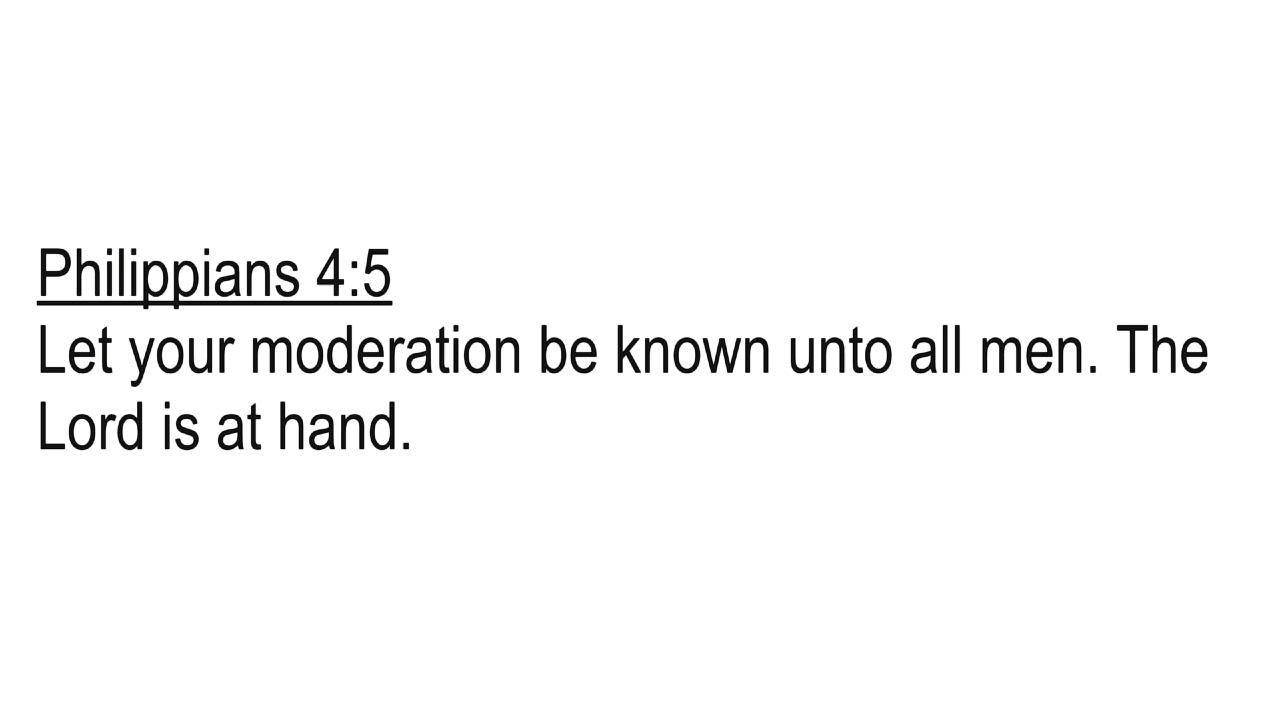 Philippians 4:5
Let your moderation be known unto all men. The
Lord is at hand.